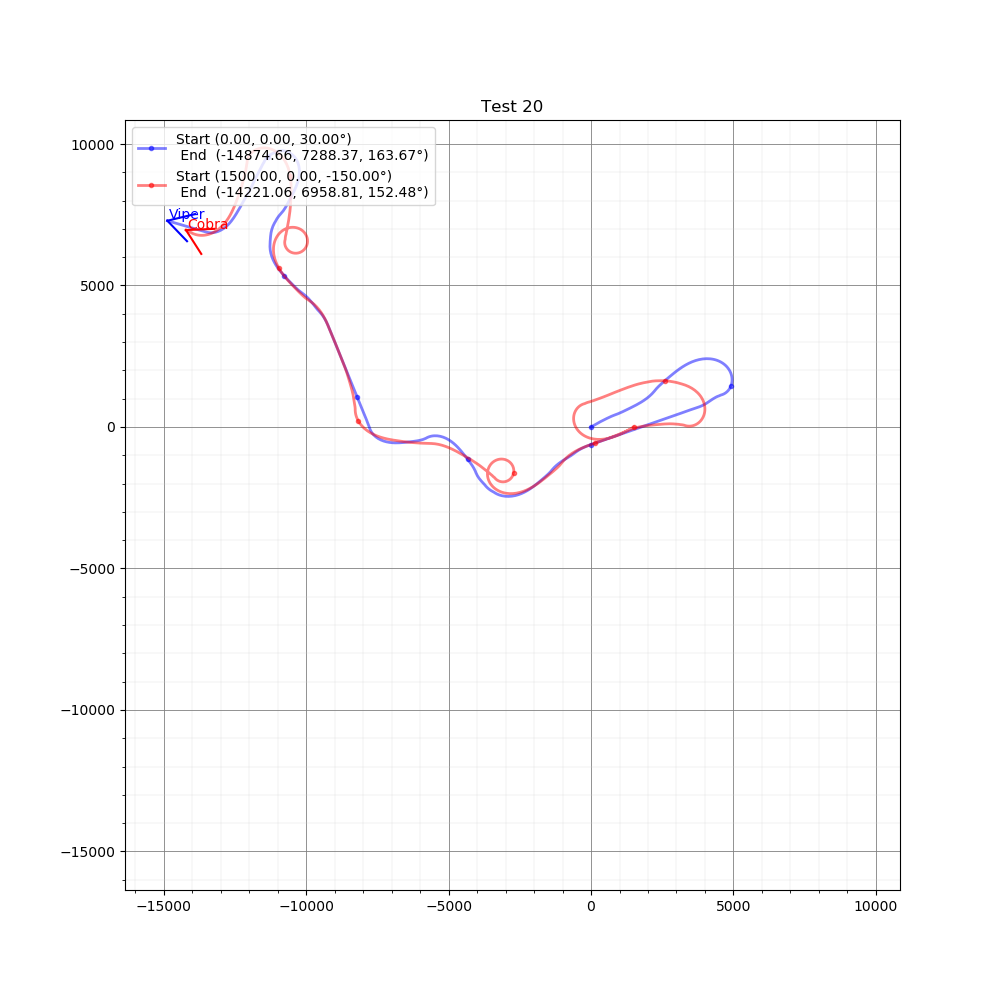 Test 20
Start (0.00, 0.00, 30.00°)
End (-14874.66, 7288.37, 163.67°)
Start (1500.00, 0.00, -150.00°)
End (-14221.06, 6958.81, 152.48°)
Viper
Cobra
10000
5000
0
−5000
−10000
−15000
−15000 −10000 −5000 0 5000 10000